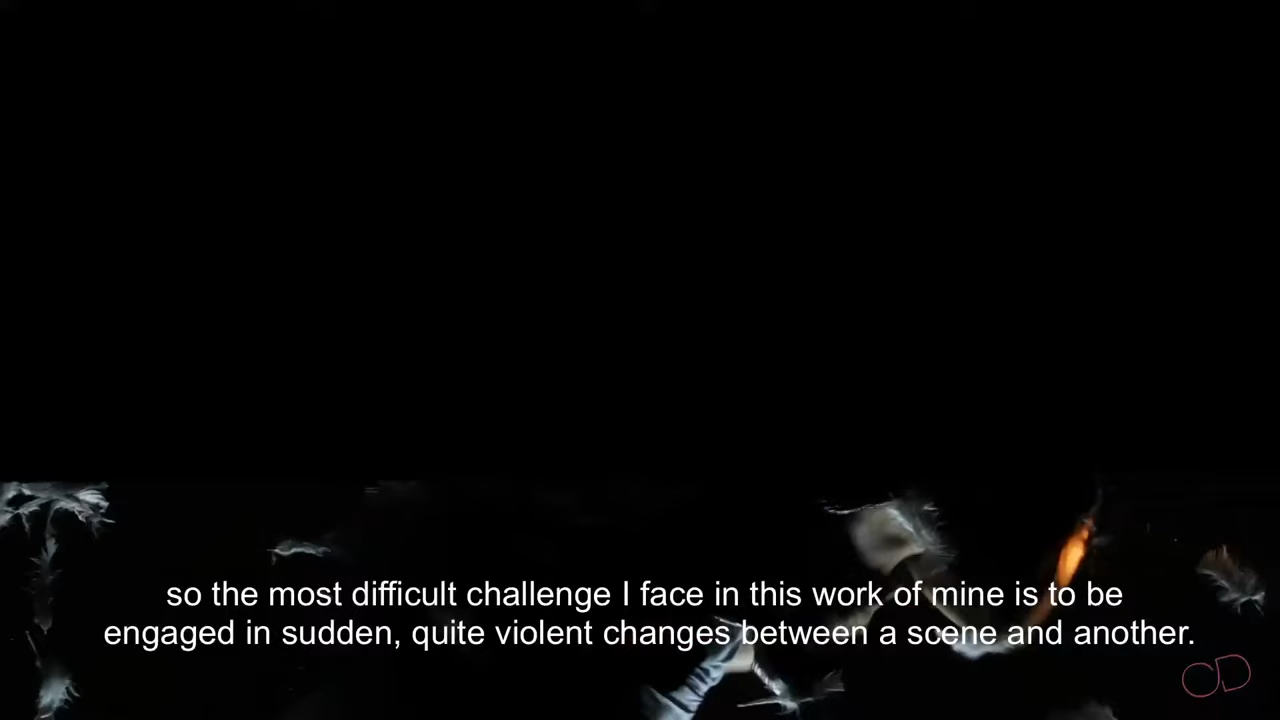 so the most difficult challenge I face in this work of mine is to be
engaged in sudden, quite violent changes between a scene and another.
CD